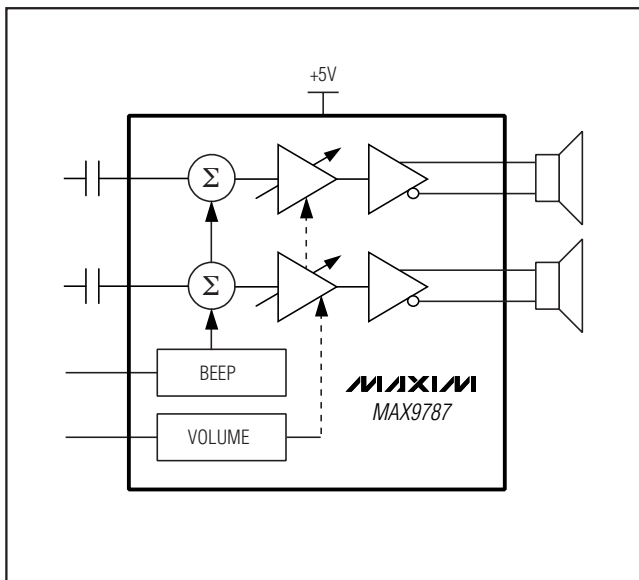 +5V
Σ
Σ
BEEP
MAXIM
MAX9787
VOLUME